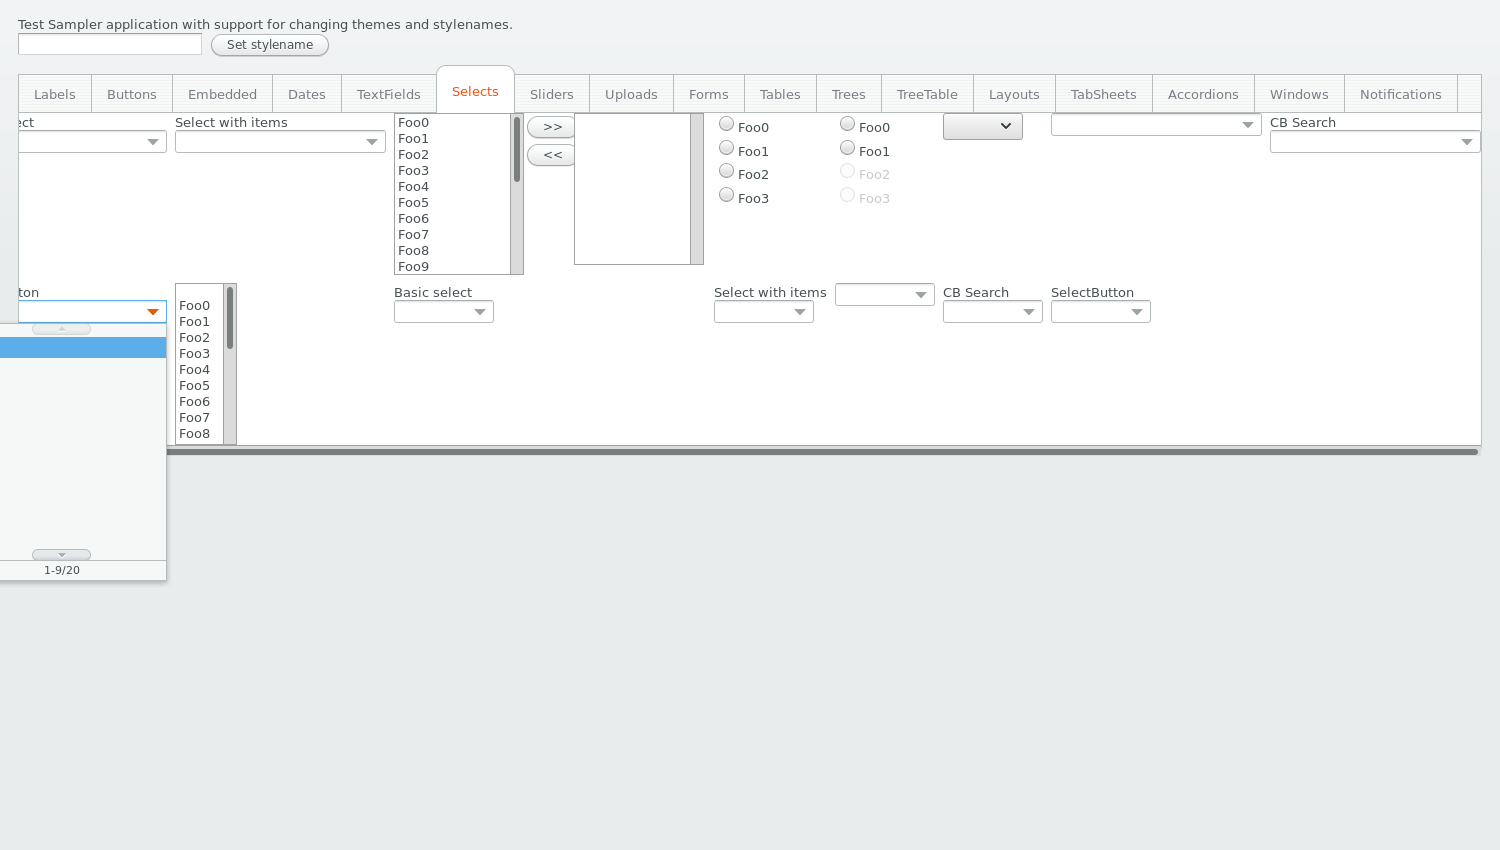 Test Sampler application with support for changing themes and stylenames.
Set stylename
Labels Buttons Embedded Dates TextFields Selects Sliders Uploads Forms Tables Trees TreeTable Layouts TabSheets Accordions Windows Notifications
ect
Select with items
Foo0
Foo1
Foo2
Foo3
Foo4
Foo5
Foo6
Foo7
Foo8
Foo9
>>
<<
Foo0
Foo1
Foo2
Foo3
Foo0
Foo1
Foo2
Foo3
CB Search
ton
Foo0
Foo1
Foo2
Foo3
Foo4
Foo5
Foo6
Foo7
Foo8
Basic select
Select with items
CB Search
SelectButton
1-9/20